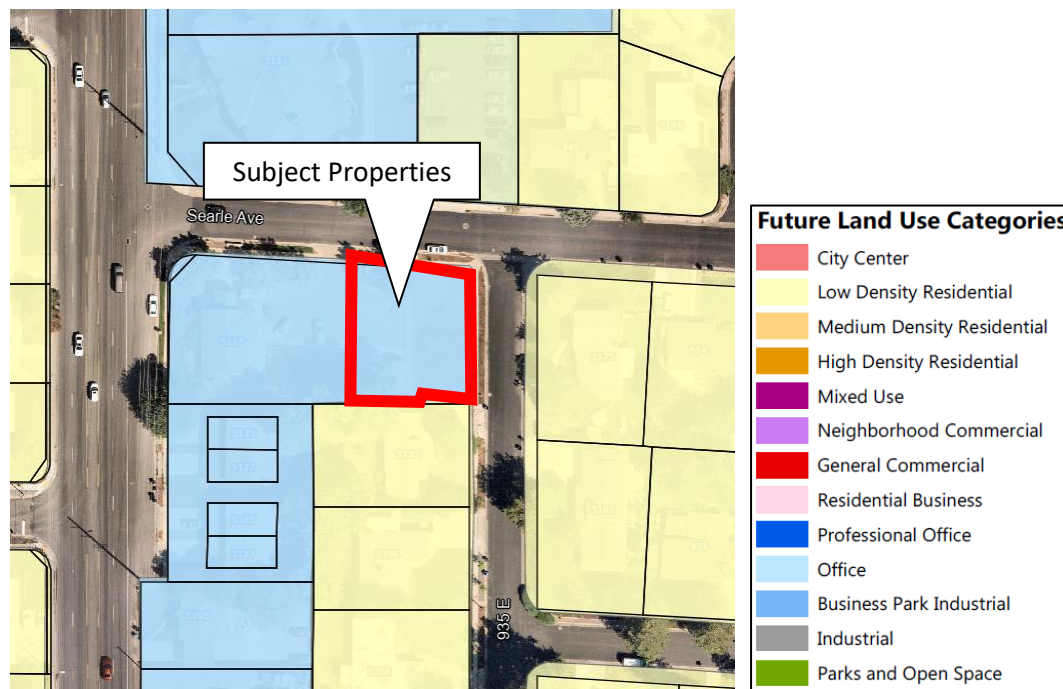 Subject Properties
Searle Ave
935 E
Future Land Use Categories
City Center
Low Density Residential
Medium Density Residential
High Density Residential
Mixed Use
Neighborhood Commercial
General Commercial
Residential Business
Professional Office
Office
Business Park Industrial
Industrial
Parks and Open Space